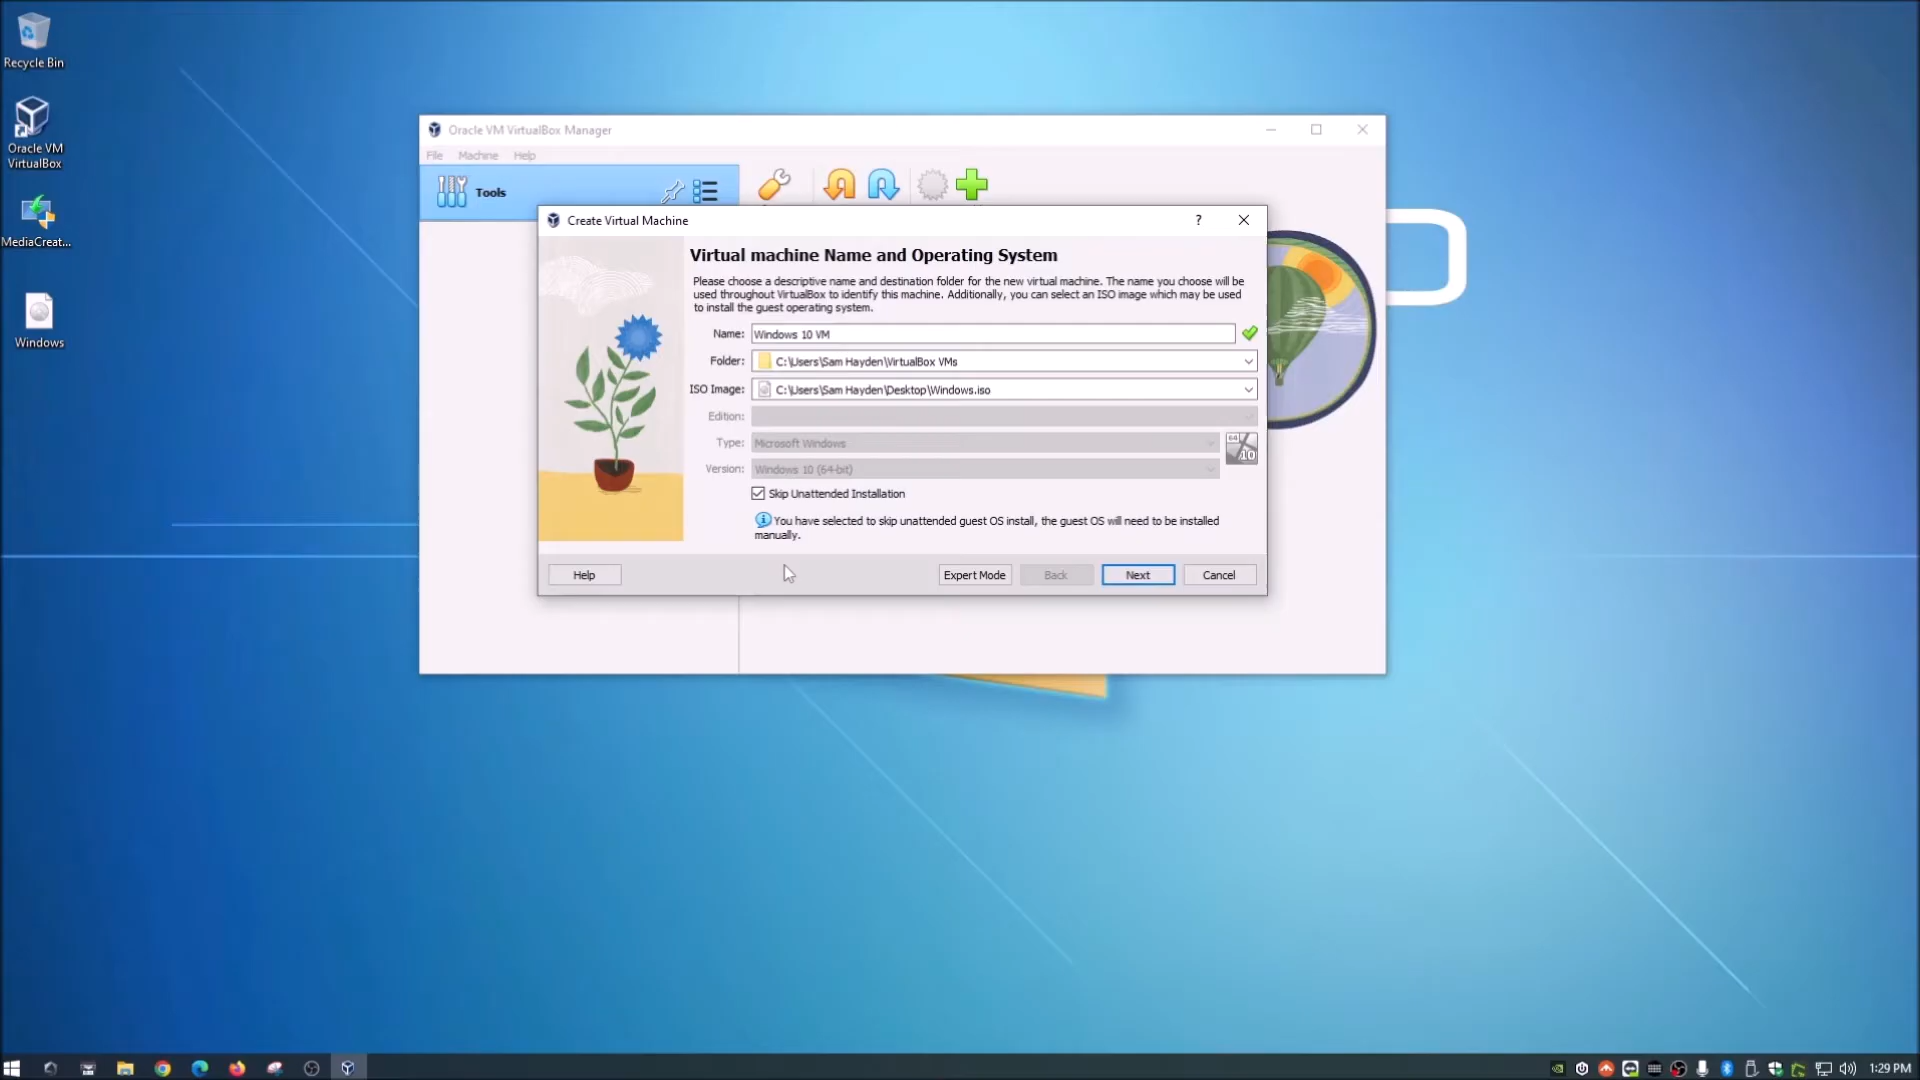 Recycle Bin
Oracle VM
VirtualBox
MediaCreat...
Windows
Oracle VM VirtualBox Manager
File Machine Help
Tools
Create Virtual Machine
?
Virtual machine Name and Operating System
Please choose a descriptive name and destination folder for the new virtual machine. The name you choose will be
used throughout VirtualBox to identify this machine. Additionally, you can select an ISO image which may be used
to install the guest operating system.
Name: Windows 10 VM
Folder: C:\Users\Sam Hayden\VirtualBox VMs
ISO Image: C:\Users\Sam Hayden\Desktop\Windows.iso
Edition:
Type: Microsoft Windows
64
10
Version: Windows 10 (64-bit)
Skip Unattended Installation
You have selected to skip unattended guest OS install, the guest OS will need to be installed
manually.
Help Expert Mode Back Next Cancel
1:29 PM